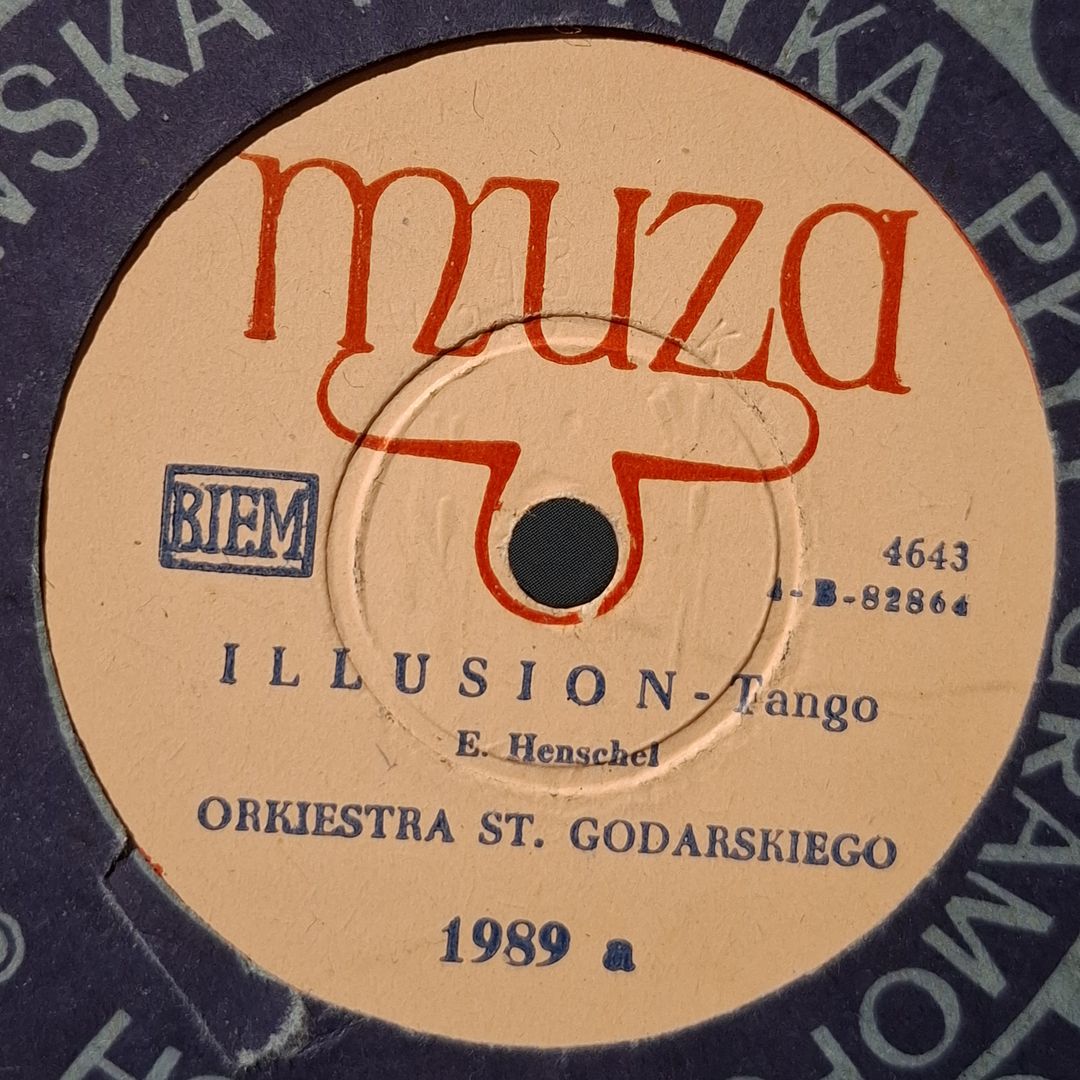 muza
BIEM
4643
4-B-82864
ILLUSION - Tango
E. Henschel
ORKIESTRA ST. GODARSKIEGO
1989 a